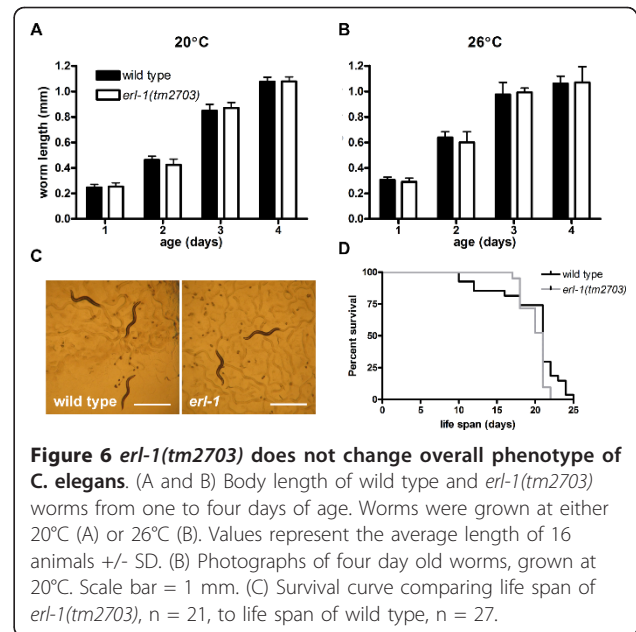 A
20°C
B
26°C
wild type
erl-1(tm2703)
worm length (mm)
1.2
1.0
0.8
0.6
0.4
0.2
0.0
1 2 3 4
age (days)
1.2
1.0
0.8
0.6
0.4
0.2
0.0
1 2 3 4
age (days)
C
wild type
erl-1
D
wild type
erl-1(tm2703)
Percent survival
100
75
50
25
0
0 5 10 15 20 25
life span (days)
Figure 6 erl-1(tm2703) does not change overall phenotype of
C. elegans. (A and B) Body length of wild type and erl-1(tm2703)
worms from one to four days of age. Worms were grown at either
20°C (A) or 26°C (B). Values represent the average length of 16
animals +/- SD. (B) Photographs of four day old worms, grown at
20°C. Scale bar = 1 mm. (C) Survival curve comparing life span of
erl-1(tm2703), n = 21, to life span of wild type, n = 27.